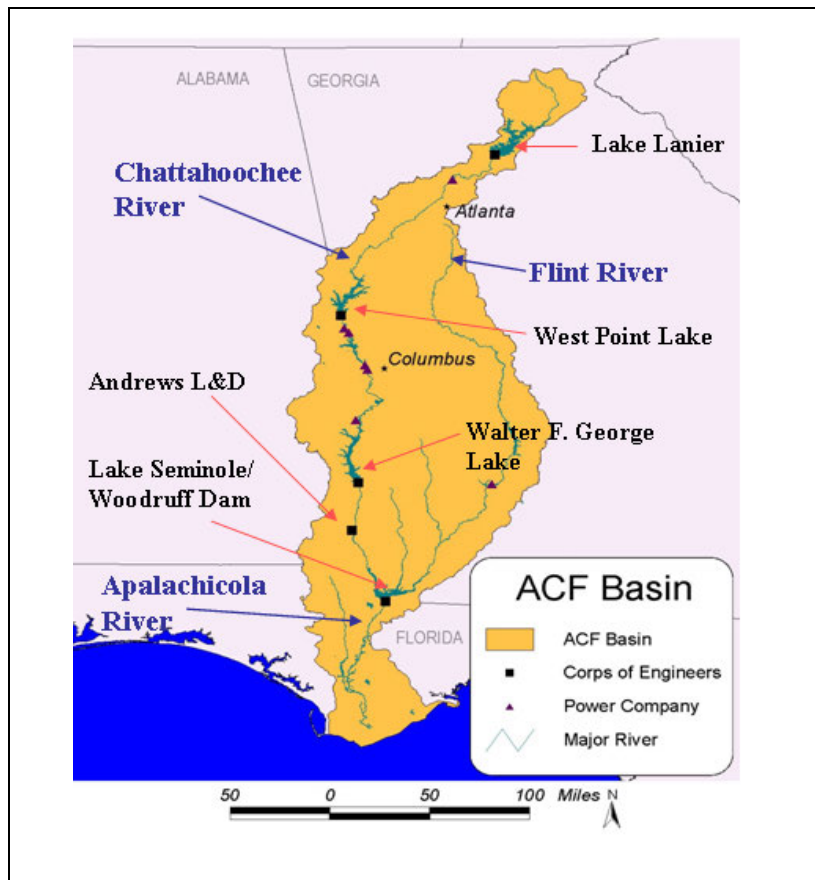 ALABAMA
GEORGIA
Lake Lanier
Chattahoochee
River
Atlanta
Flint River
West Point Lake
Columbus
Andrews L&D
Walter F. George
Lake
Lake Seminole/
Woodruff Dam
Apalachicola
River
FLORIDA
ACF Basin
ACF Basin
Corps of Engineers
Power Company
Major River
50 0 50 100 Miles N